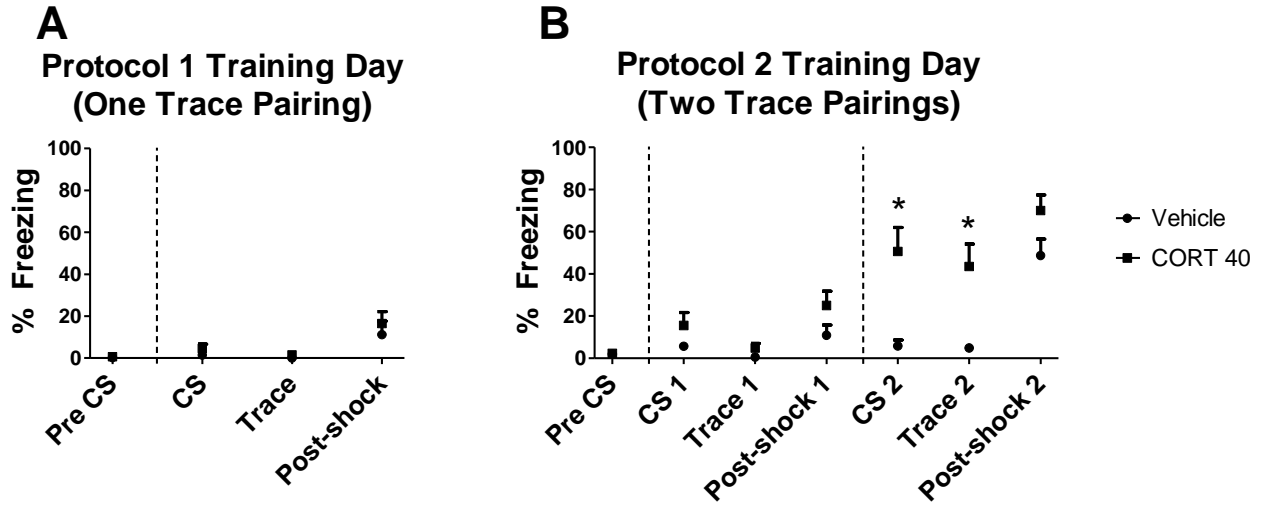 A
Protocol 1 Training Day
(One Trace Pairing)
% Freezing
100
80
60
40
20
0
Pre CS
CS
Trace
Post-shock
B
Protocol 2 Training Day
(Two Trace Pairings)
% Freezing
100
80
60
40
20
0
*
*
Pre CS
CS 1
Trace 1
Post-shock 1
CS 2
Trace 2
Post-shock 2
Vehicle
CORT 40